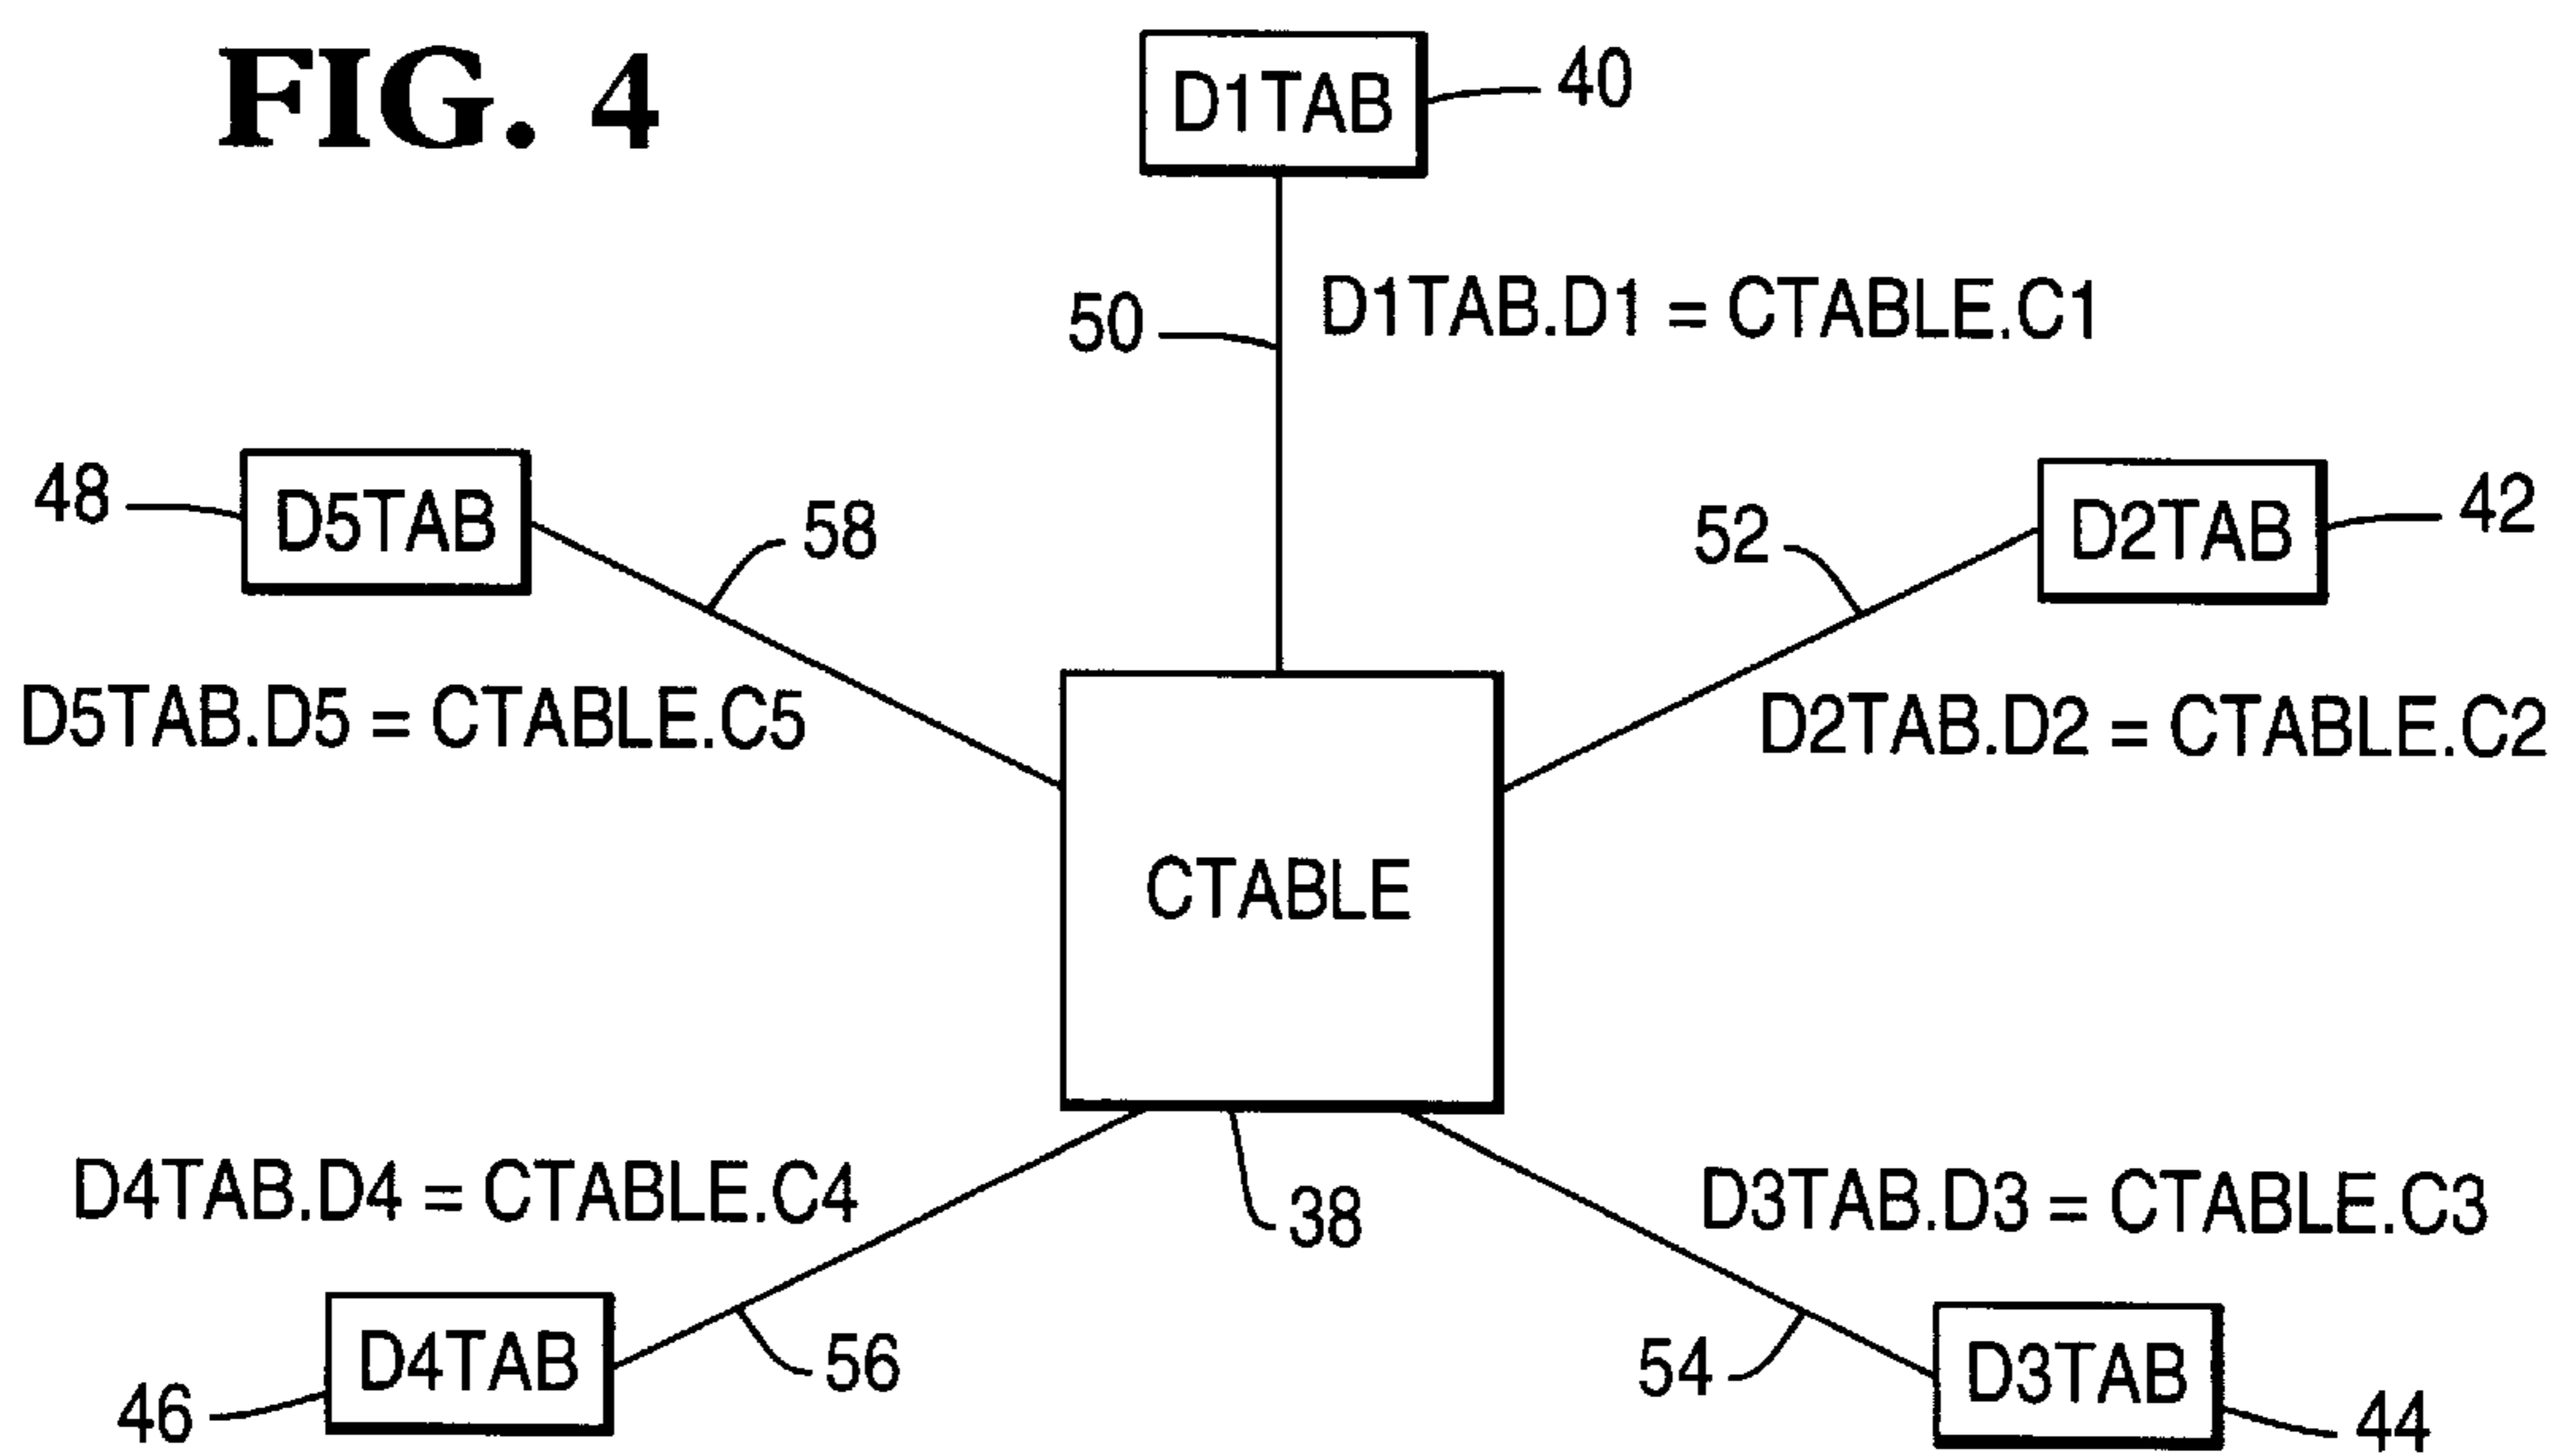 FIG. 4
D1TAB
40
50
D1TAB.D1 = CTABLE.C1
48
D5TAB
58
52
D2TAB
42
D5TAB.D5 = CTABLE.C5
D2TAB.D2 = CTABLE.C2
CTABLE
D4TAB.D4 = CTABLE.C4
38
D3TAB.D3 = CTABLE.C3
46
D4TAB
56
54
D3TAB
44